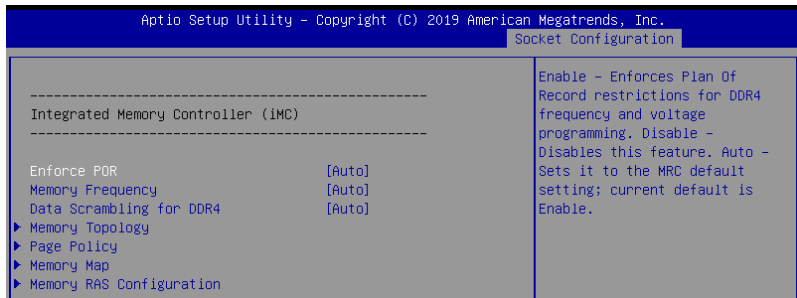 Aptio Setup Utility – Copyright (C) 2019 American Megatrends, Inc.
Socket Configuration
------------------------------------------------
Integrated Memory Controller (iMC)
------------------------------------------------
Enforce POR [Auto]
Memory Frequency [Auto]
Data Scrambling for DDR4 [Auto]
Memory Topology
Page Policy
Memory Map
Memory RAS Configuration
Enable – Enforces Plan Of
Record restrictions for DDR4
frequency and voltage
programming. Disable –
Disables this feature. Auto –
Sets it to the MRC default
setting; current default is
Enable.